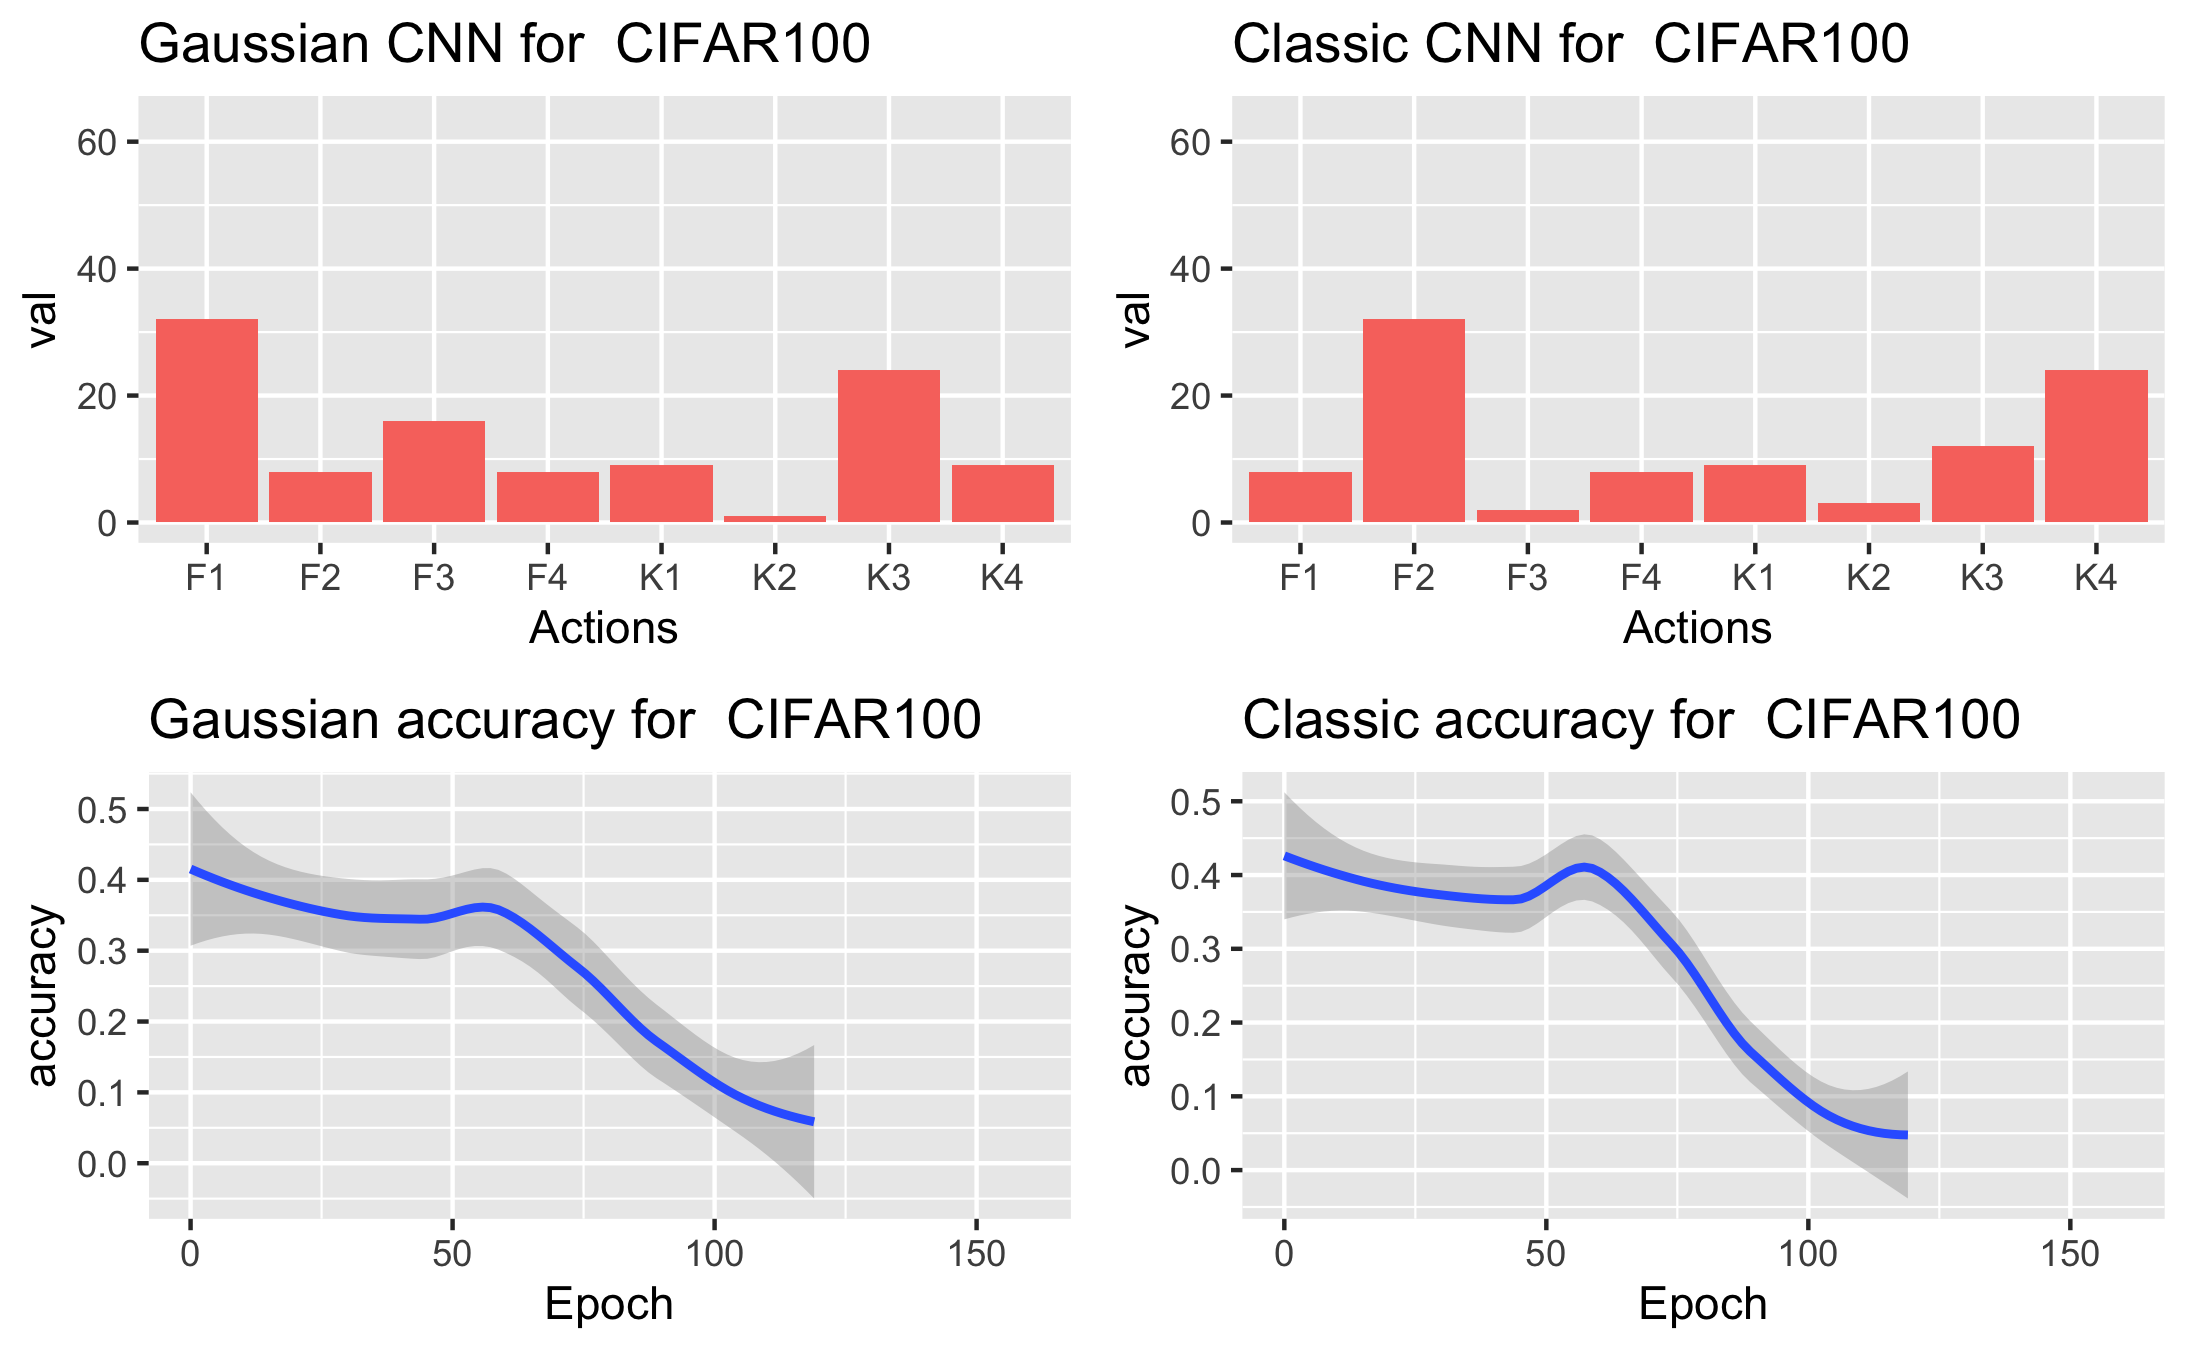 Gaussian CNN for  CIFAR100
60
40
20
0
val
F1 F2 F3 F4 K1 K2 K3 K4
Actions
Classic CNN for  CIFAR100
60
40
20
0
val
F1 F2 F3 F4 K1 K2 K3 K4
Actions
Gaussian accuracy for  CIFAR100
0.5
0.4
0.3
0.2
0.1
0.0
accuracy
0 50 100 150
Epoch
Classic accuracy for  CIFAR100
0.5
0.4
0.3
0.2
0.1
0.0
accuracy
0 50 100 150
Epoch